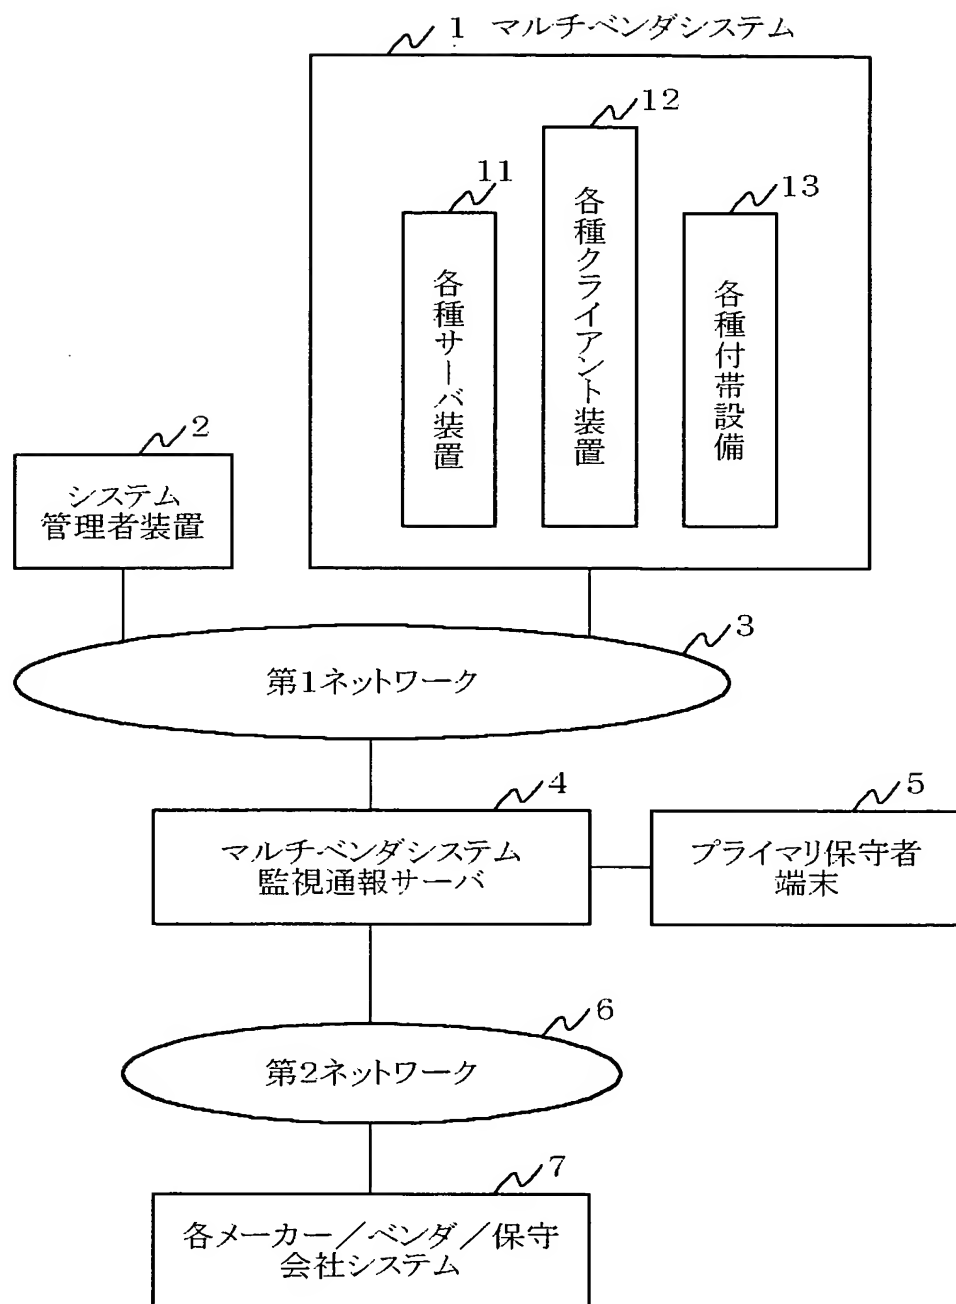 1 マルチベンダシステム
12
11
13
各種サーバ装置
各種クライアント装置
各種付帯設備
2
システム
管理者装置
3
第1ネットワーク
4
マルチベンダシステム
監視通報サーバ
5
プライマリ保守者
端末
6
第2ネットワーク
7
各メーカー/ベンダ/保守
会社システム